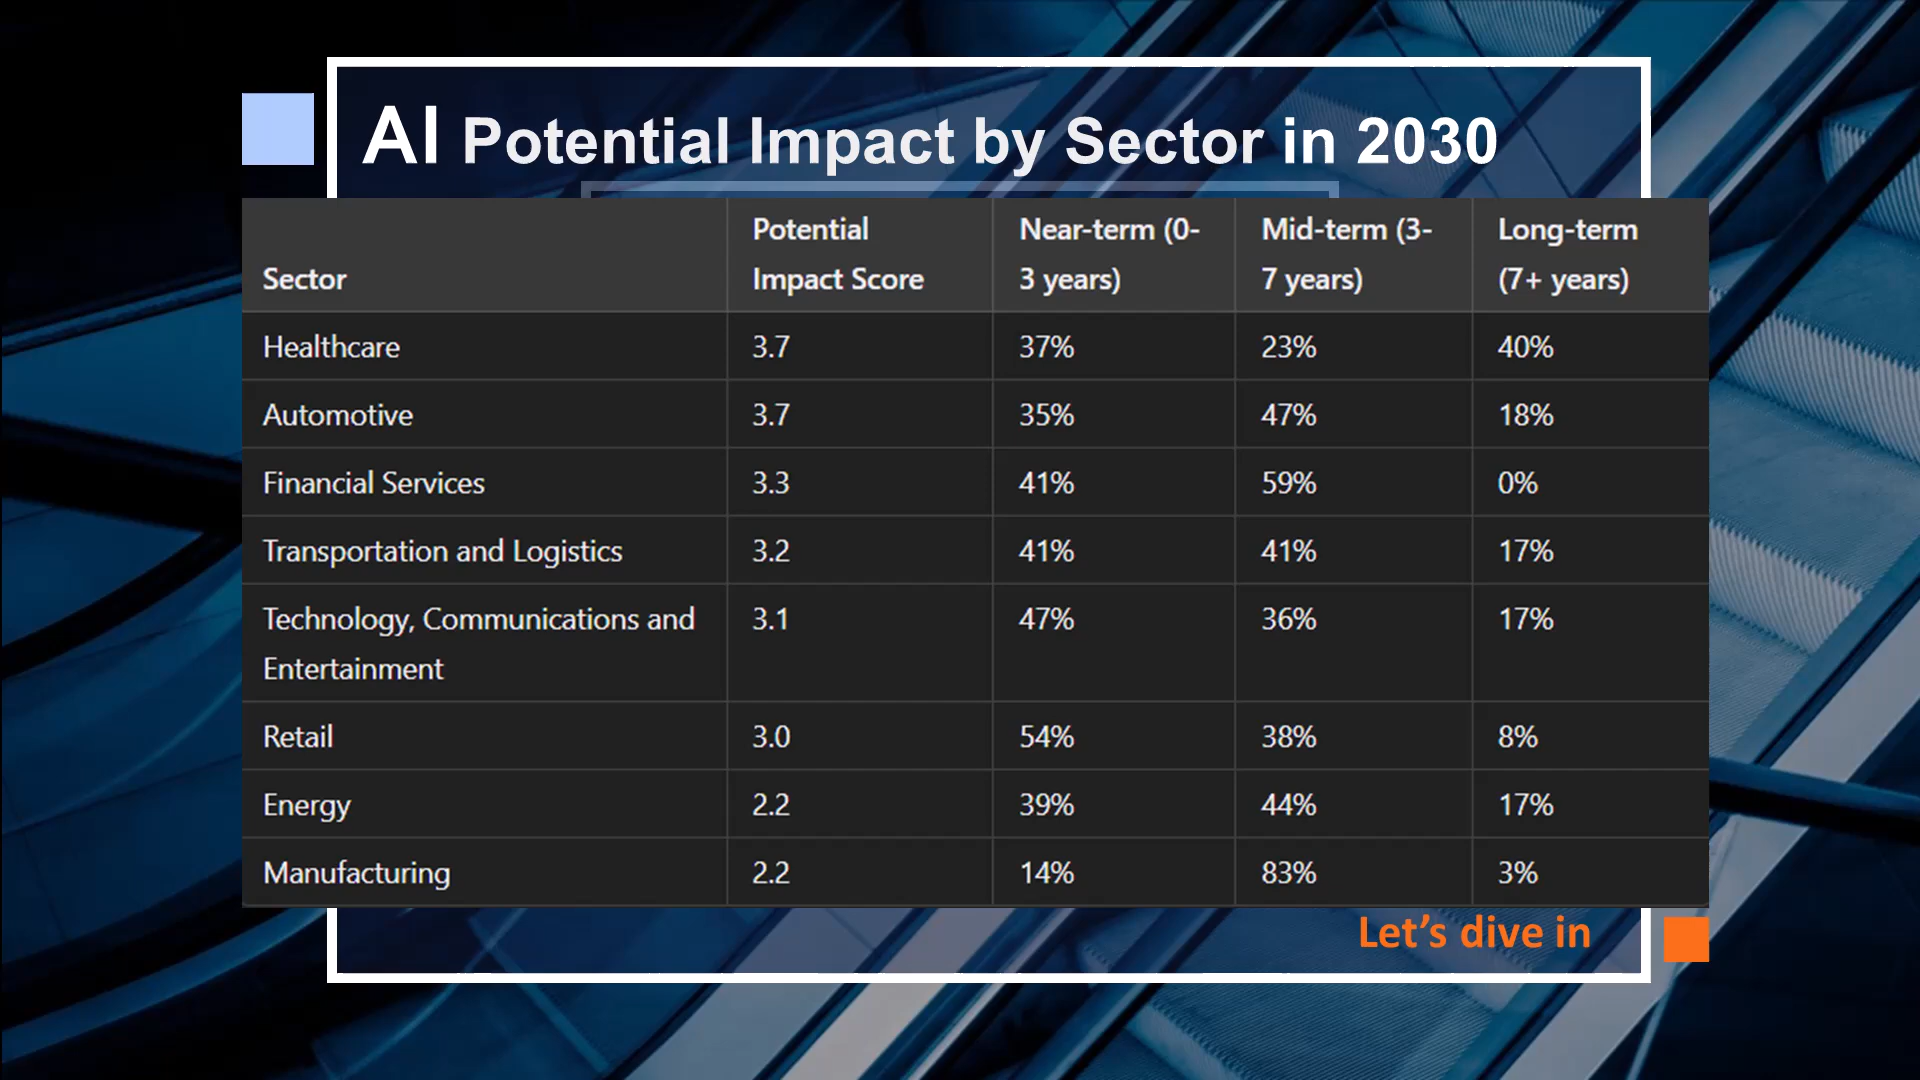 AI Potential Impact by Sector in 2030
Sector
Potential
Impact Score
Near-term (0-
3 years)
Mid-term (3-
7 years)
Long-term
(7+ years)
Healthcare 3.7 37% 23% 40%
Automotive 3.7 35% 47% 18%
Financial Services 3.3 41% 59% 0%
Transportation and Logistics 3.2 41% 41% 17%
Technology, Communications and 3.1 47% 36% 17%
Entertainment
Retail 3.0 54% 38% 8%
Energy 2.2 39% 44% 17%
Manufacturing 2.2 14% 83% 3%
Let’s dive in